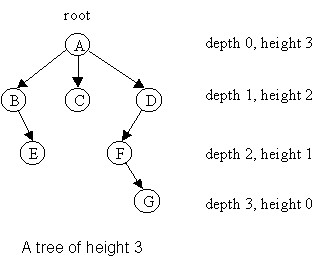 root
A
depth 0, height 3
B C D
depth 1, height 2
E F
depth 2, height 1
G
depth 3, height 0
A tree of height 3